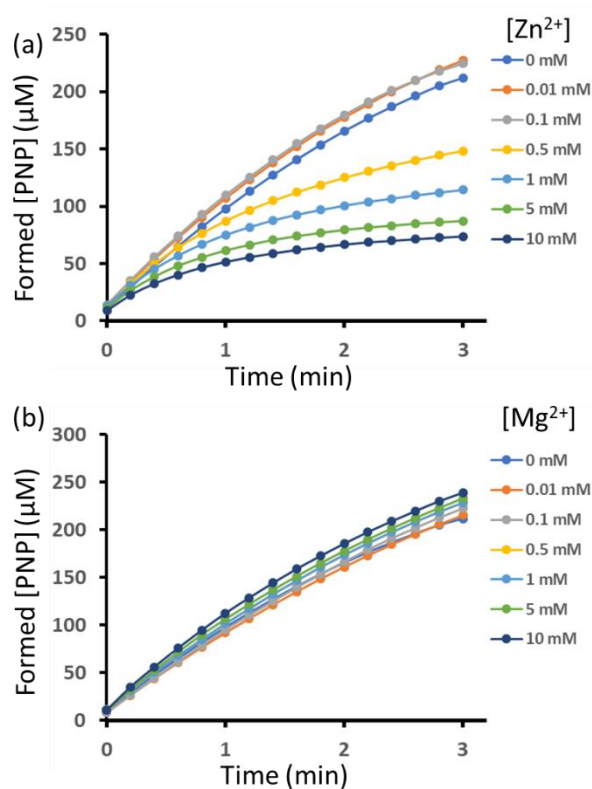 (a)
[Zn²⁺]
Formed [PNP] (µM)
250
200
150
100
50
0
0 1 2 3
Time (min)
0 mM
0.01 mM
0.1 mM
0.5 mM
1 mM
5 mM
10 mM
(b)
[Mg²⁺]
Formed [PNP] (µM)
300
250
200
150
100
50
0
0 1 2 3
Time (min)
0 mM
0.01 mM
0.1 mM
0.5 mM
1 mM
5 mM
10 mM